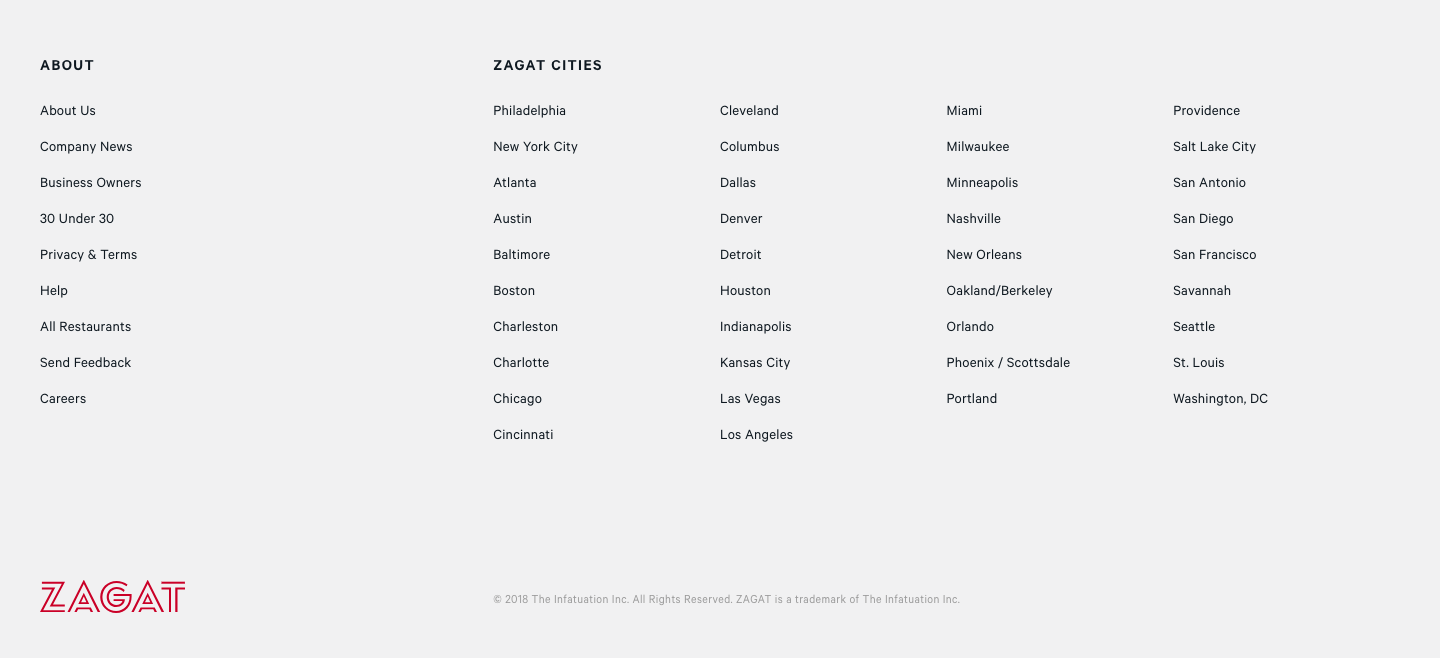 ABOUT
About Us
Company News
Business Owners
30 Under 30
Privacy & Terms
Help
All Restaurants
Send Feedback
Careers
ZAGAT CITIES
Philadelphia
New York City
Atlanta
Austin
Baltimore
Boston
Charleston
Charlotte
Chicago
Cincinnati
Cleveland
Columbus
Dallas
Denver
Detroit
Houston
Indianapolis
Kansas City
Las Vegas
Los Angeles
Miami
Milwaukee
Minneapolis
Nashville
New Orleans
Oakland/Berkeley
Orlando
Phoenix / Scottsdale
Portland
Providence
Salt Lake City
San Antonio
San Diego
San Francisco
Savannah
Seattle
St. Louis
Washington, DC
ZAGAT
© 2018 The Infatuation Inc. All Rights Reserved. ZAGAT is a trademark of The Infatuation Inc.